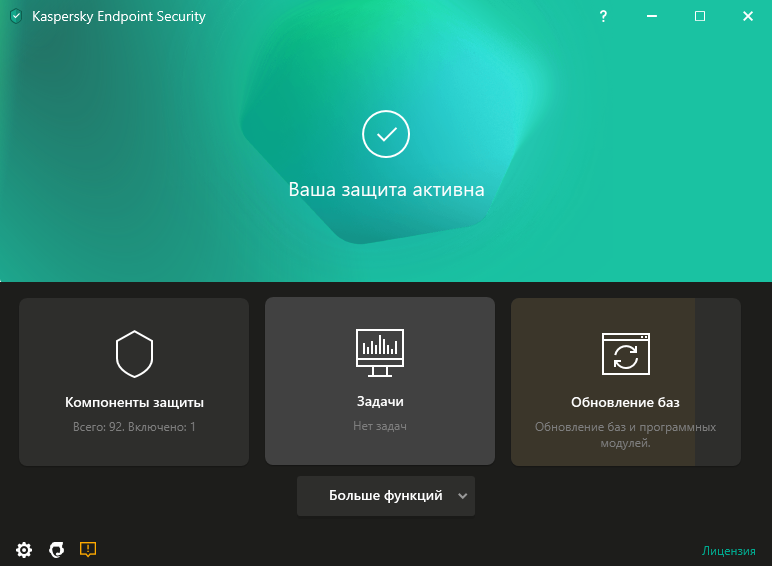 Kaspersky Endpoint Security
?
Ваша защита активна
Компоненты защиты
Всего: 92. Включено: 1
Задачи
Нет задач
Обновление баз
Обновление баз и программных
модулей.
Больше функций
Лицензия